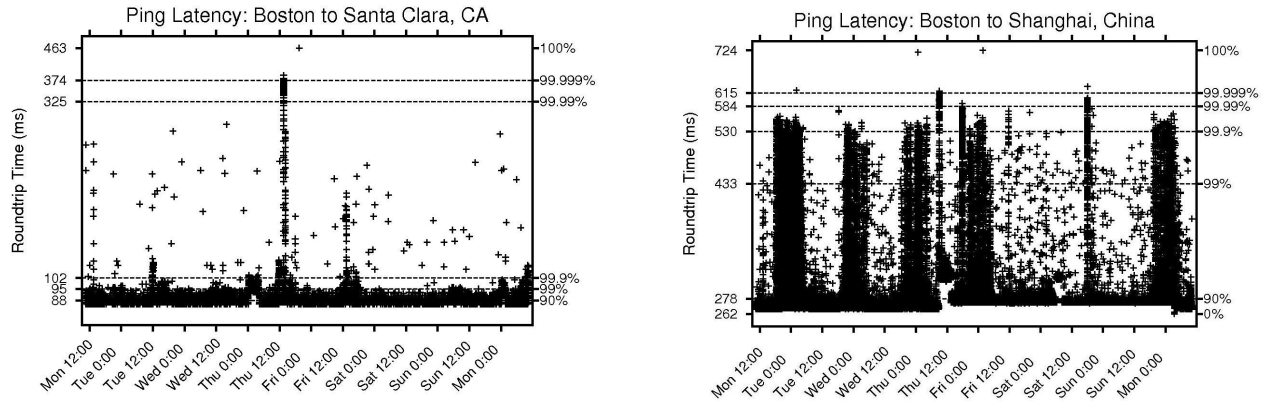 Ping Latency: Boston to Santa Clara, CA
Roundtrip Time (ms)
463
374
325
102
95
88
100%
99.999%
99.99%
99.9%
99%
90%
Mon 12:00
Tue 0:00
Tue 12:00
Wed 0:00
Wed 12:00
Thu 0:00
Thu 12:00
Fri 0:00
Fri 12:00
Sat 0:00
Sat 12:00
Sun 0:00
Sun 12:00
Mon 0:00
Ping Latency: Boston to Shanghai, China
Roundtrip Time (ms)
724
615
584
530
433
278
262
100%
99.999%
99.99%
99.9%
99%
90%
0%
Mon 12:00
Tue 0:00
Tue 12:00
Wed 0:00
Wed 12:00
Thu 0:00
Thu 12:00
Fri 0:00
Fri 12:00
Sat 0:00
Sat 12:00
Sun 0:00
Sun 12:00
Mon 0:00